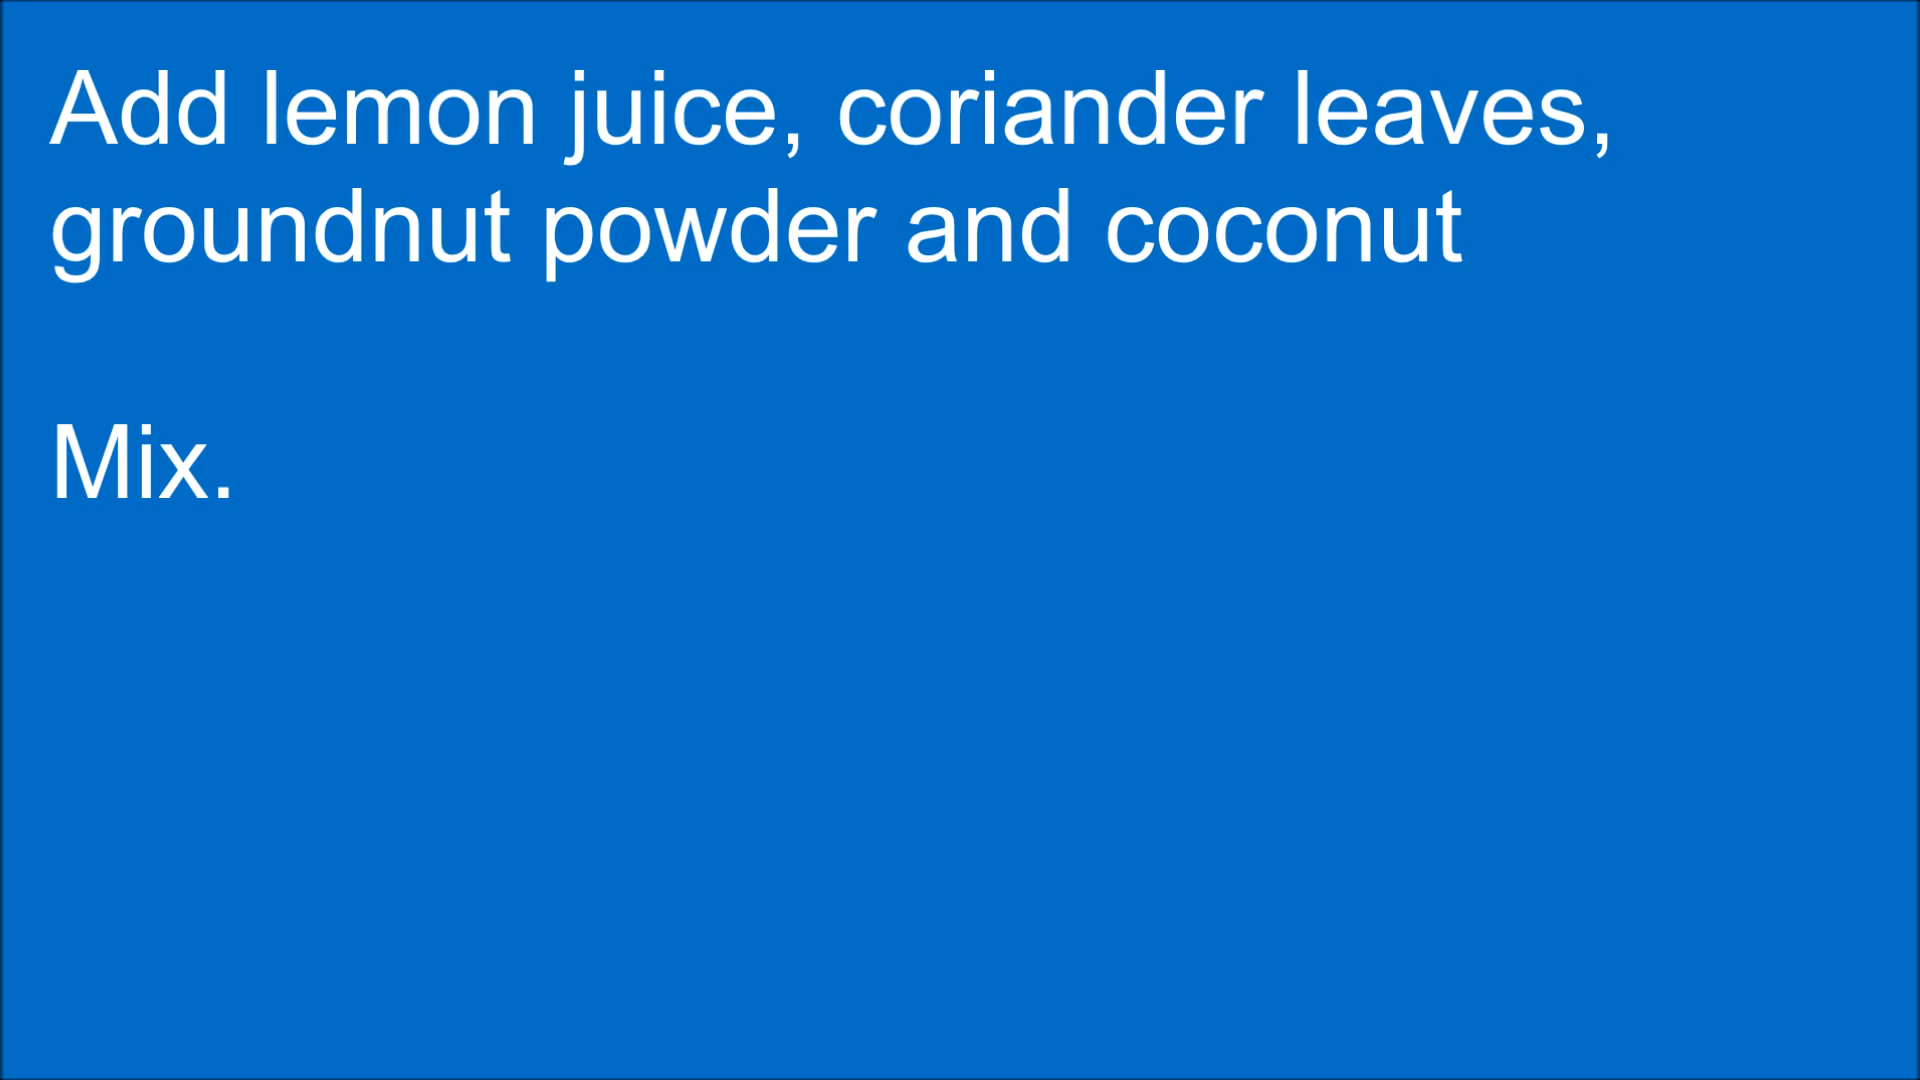 Add lemon juice, coriander leaves,
groundnut powder and coconut
Mix.